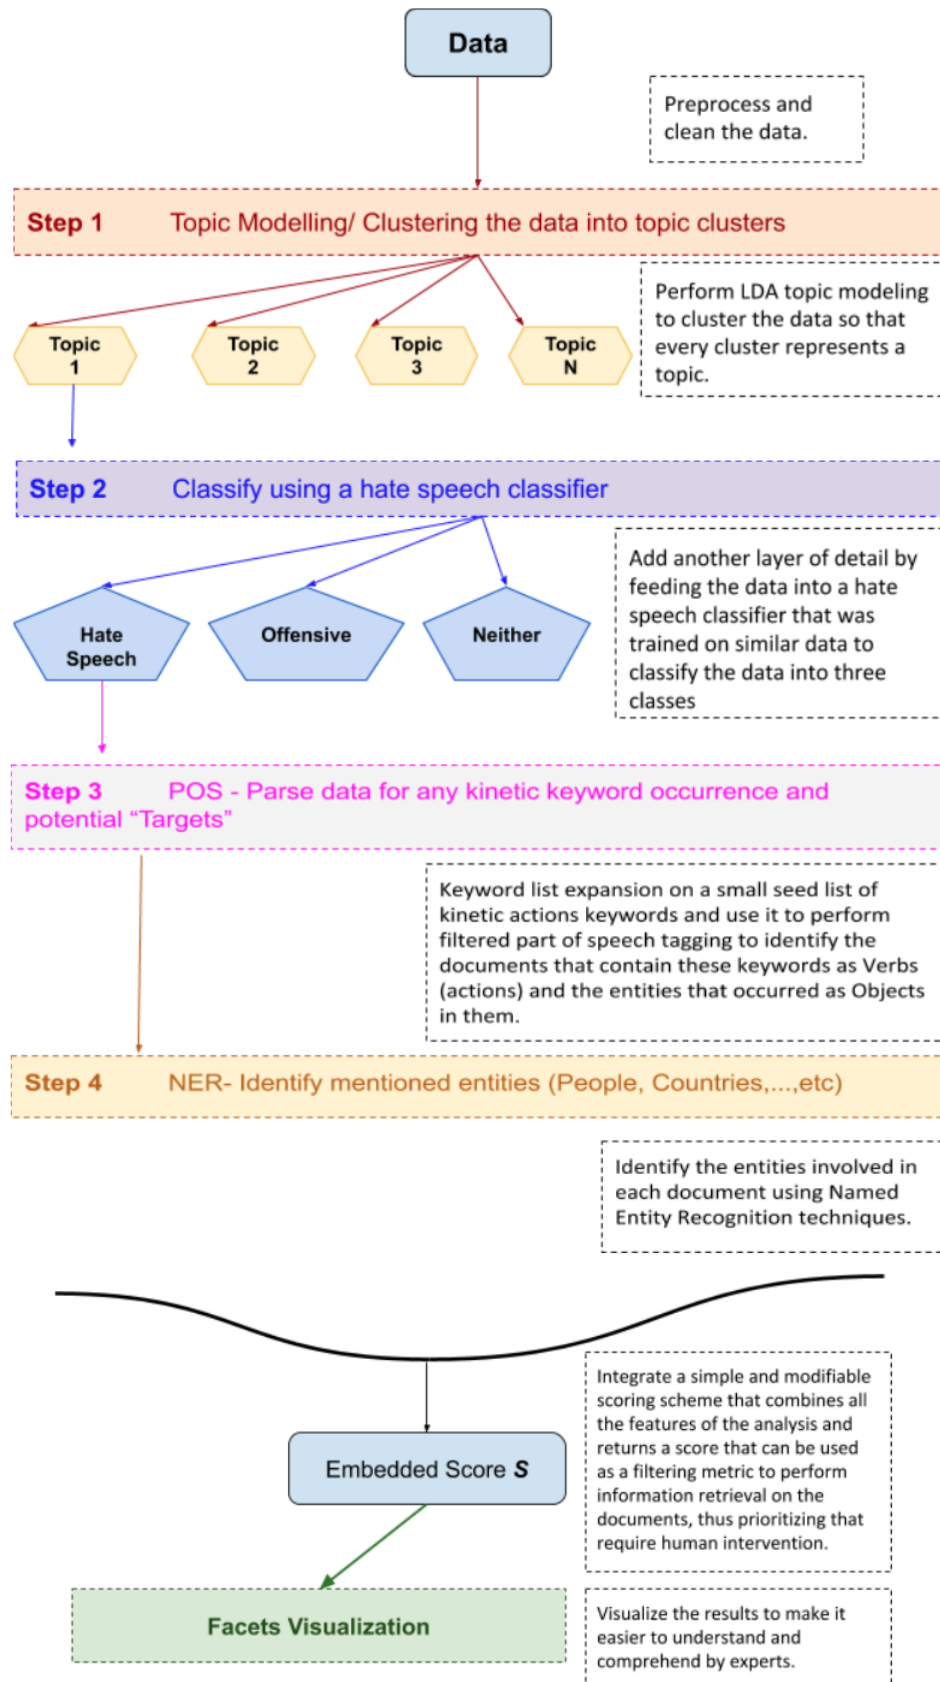 Data
Preprocess and
clean the data.
Step 1 Topic Modelling/ Clustering the data into topic clusters
Perform LDA topic modeling
to cluster the data so that
every cluster represents a
topic.
Topic
1
Topic
2
Topic
3
Topic
N
Step 2 Classify using a hate speech classifier
Add another layer of detail by
feeding the data into a hate
speech classifier that was
trained on similar data to
classify the data into three
classes
Hate
Speech
Offensive
Neither
Step 3 POS - Parse data for any kinetic keyword occurrence and
potential “Targets”
Keyword list expansion on a small seed list of
kinetic actions keywords and use it to perform
filtered part of speech tagging to identify the
documents that contain these keywords as Verbs
(actions) and the entities that occurred as Objects
in them.
Step 4 NER- Identify mentioned entities (People, Countries,...,etc)
Identify the entities involved in
each document using Named
Entity Recognition techniques.
Integrate a simple and modifiable
scoring scheme that combines all
the features of the analysis and
returns a score that can be used
as a filtering metric to perform
information retrieval on the
documents, thus prioritizing that
require human intervention.
Embedded Score S
Facets Visualization
Visualize the results to make it
easier to understand and
comprehend by experts.